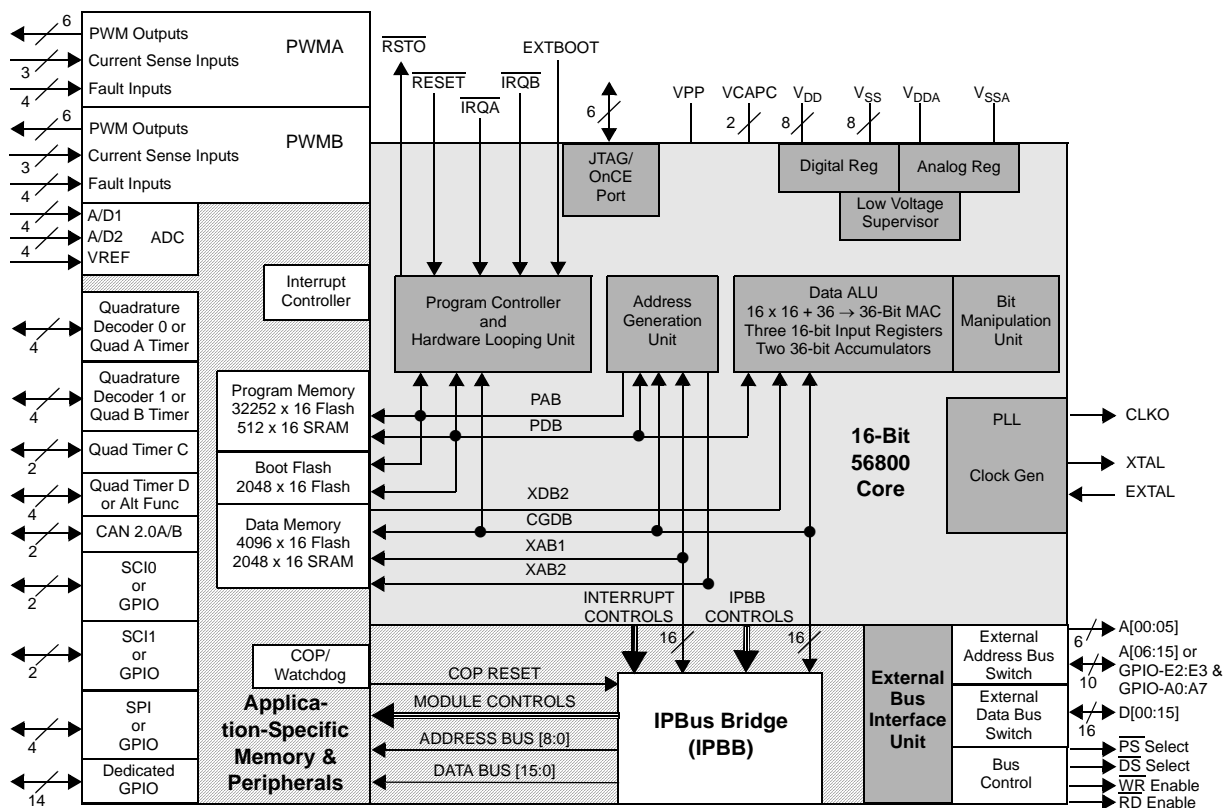 6
PWM Outputs
PWMA
3
Current Sense Inputs
4
Fault Inputs
6
PWM Outputs
PWMB
3
Current Sense Inputs
4
Fault Inputs
4
A/D1
4
A/D2
ADC
VREF
RSTO
RESET
IRQA
IRQB
EXTBOOT
6
VPP
VCAPC
2
VDD
8
VSS
8
VDDA
VSSA
JTAG/
OnCE
Port
Digital Reg
Analog Reg
Low Voltage
Supervisor
Interrupt
Controller
Program Controller
and
Hardware Looping Unit
Address
Generation
Unit
Data ALU
16 x 16 + 36 → 36-Bit MAC
Three 16-bit Input Registers
Two 36-bit Accumulators
Bit
Manipulation
Unit
Quadrature
Decoder 0 or
Quad A Timer
4
Quadrature
Decoder 1 or
Quad B Timer
4
Quad Timer C
2
Quad Timer D
or Alt Func
4
CAN 2.0A/B
2
SCI0
or
GPIO
2
SCI1
or
GPIO
2
SPI
or
GPIO
4
Dedicated
GPIO
14
Program Memory
32252 x 16 Flash
512 x 16 SRAM
Boot Flash
2048 x 16 Flash
Data Memory
4096 x 16 Flash
2048 x 16 SRAM
PAB
PDB
XDB2
CGDB
XAB1
XAB2
16-Bit
56800
Core
PLL
Clock Gen
CLKO
XTAL
EXTAL
INTERRUPT
CONTROLS
16
IPBB
CONTROLS
16
COP/
Watchdog
COP RESET
MODULE CONTROLS
ADDRESS BUS [8:0]
DATA BUS [15:0]
Applica-
tion-Specific
Memory &
Peripherals
IPBus Bridge
(IPBB)
External
Bus
Interface
Unit
External
Address Bus
Switch
External
Data Bus
Switch
Bus
Control
6
A[00:05]
10
A[06:15] or
GPIO-E2:E3 &
GPIO-A0:A7
16
D[00:15]
PS Select
DS Select
WR Enable
RD Enable